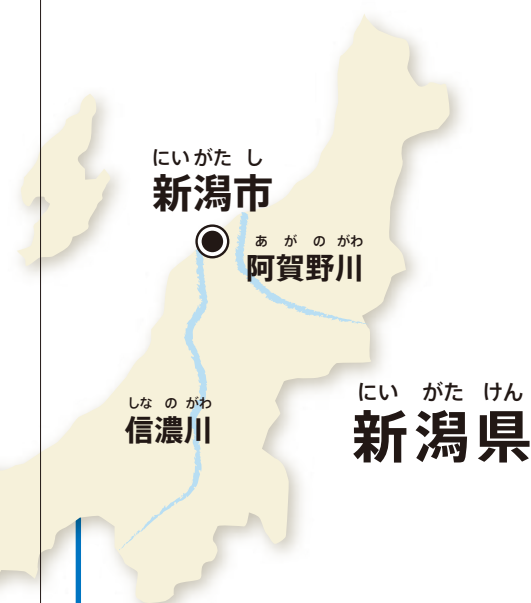 にいがた し
新潟市
あ が の がわ
阿賀野川
にい がた けん
新潟県
しな の がわ
信濃川